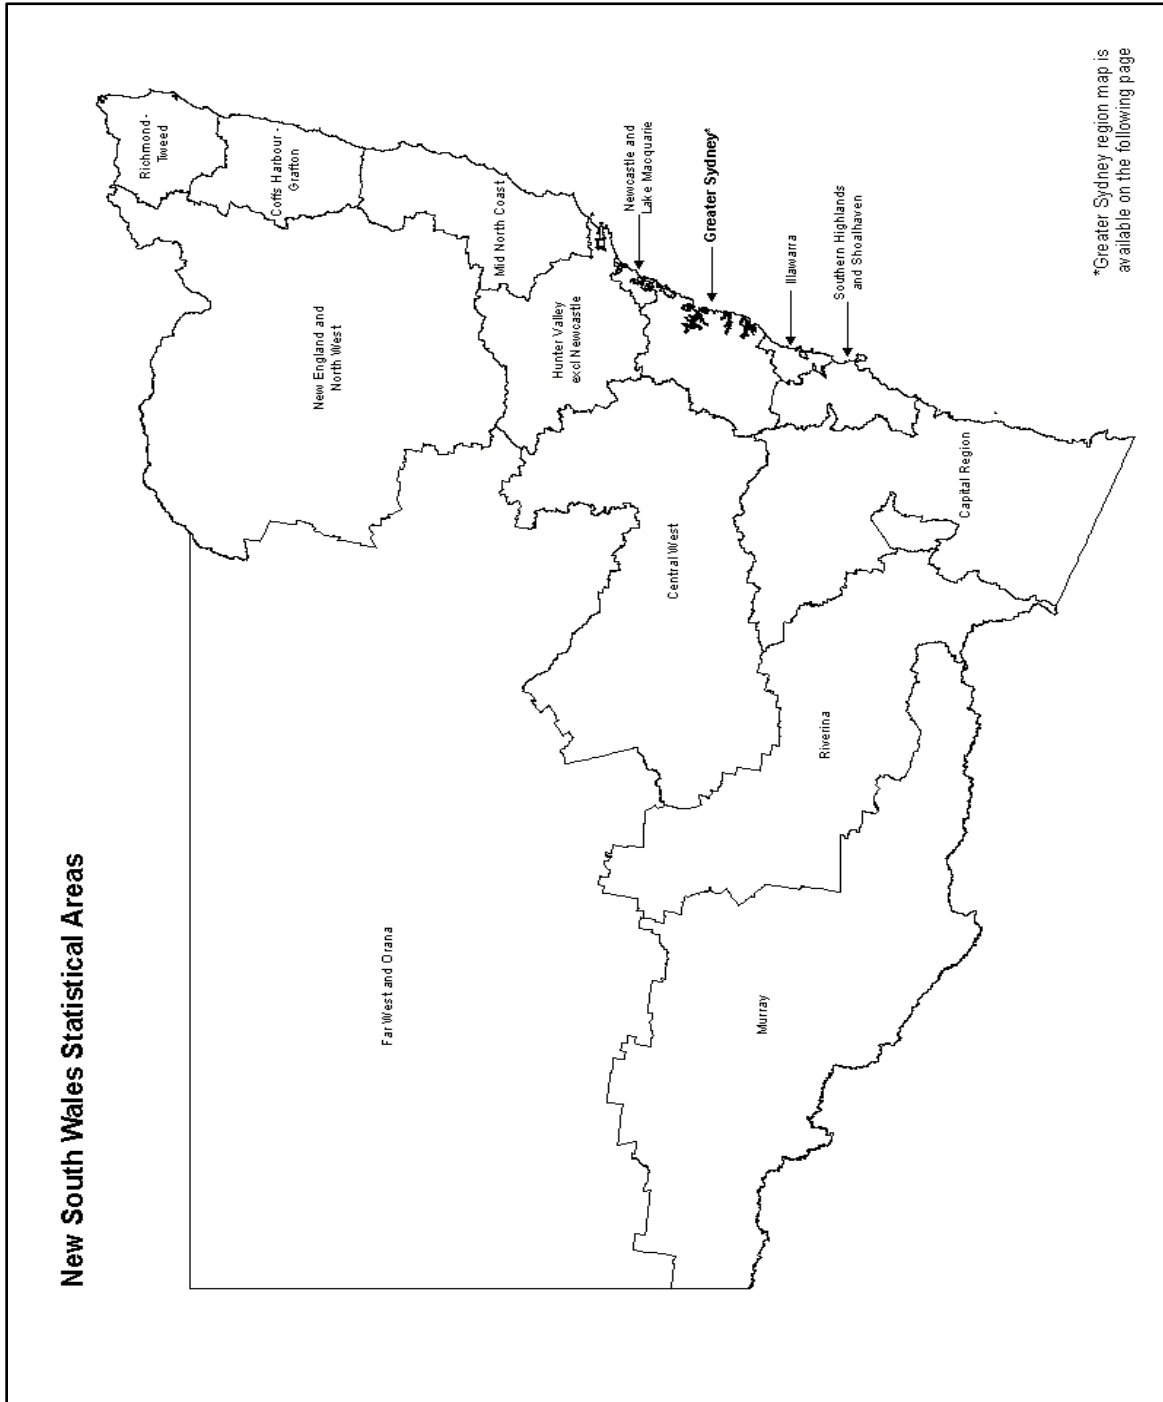 New South Wales Statistical Areas
Richmond -
Tweed
Coffs Harbour -
Grafton
New England and
North West
Mid North Coast
Hunter Valley
excl Newcastle
Newcastle and
Lake Macquarie
Greater Sydney*
Illawarra
Southern Highlands
and Shoalhaven
Far West and Orana
Central West
Capital Region
Riverina
Murray
*Greater Sydney region map is
available on the following page